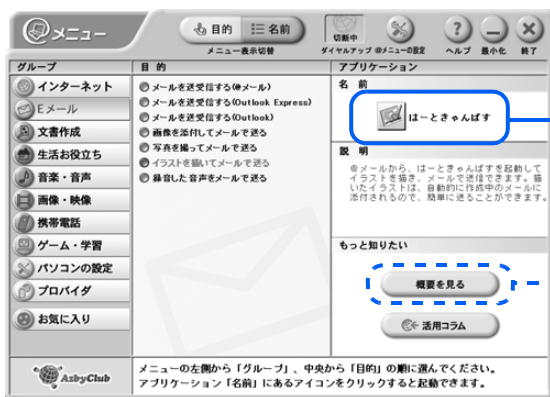 @メニュー
目的
名前
メニュー表示切替
切断中
ダイヤルアップ
@メニューの設定
ヘルプ
最小化
終了
グループ
目 的
アプリケーション
インターネット
Eメール
文書作成
生活お役立ち
音楽・音声
画像・映像
携帯電話
ゲーム・学習
パソコンの設定
プロバイダ
お気に入り
メールを送受信する(@メール)
メールを送受信する(Outlook Express)
メールを送受信する(Outlook)
画像を添付してメールで送る
写真を撮ってメールで送る
イラストを描いてメールで送る
録音した音声をメールで送る
名 前
はーときゃんばす
説 明
@メールから、はーときゃんばすを起動して
イラストを描き、メールで送信できます。描
いたイラストは、自動的に作成中のメールに
添付されるので、簡単に送ることができます。
もっと知りたい
概要を見る
活用コラム
AzbyClub
メニューの左側から「グループ」、中央から「目的」の順に選んでください。
アプリケーション「名前」にあるアイコンをクリックすると起動できます。